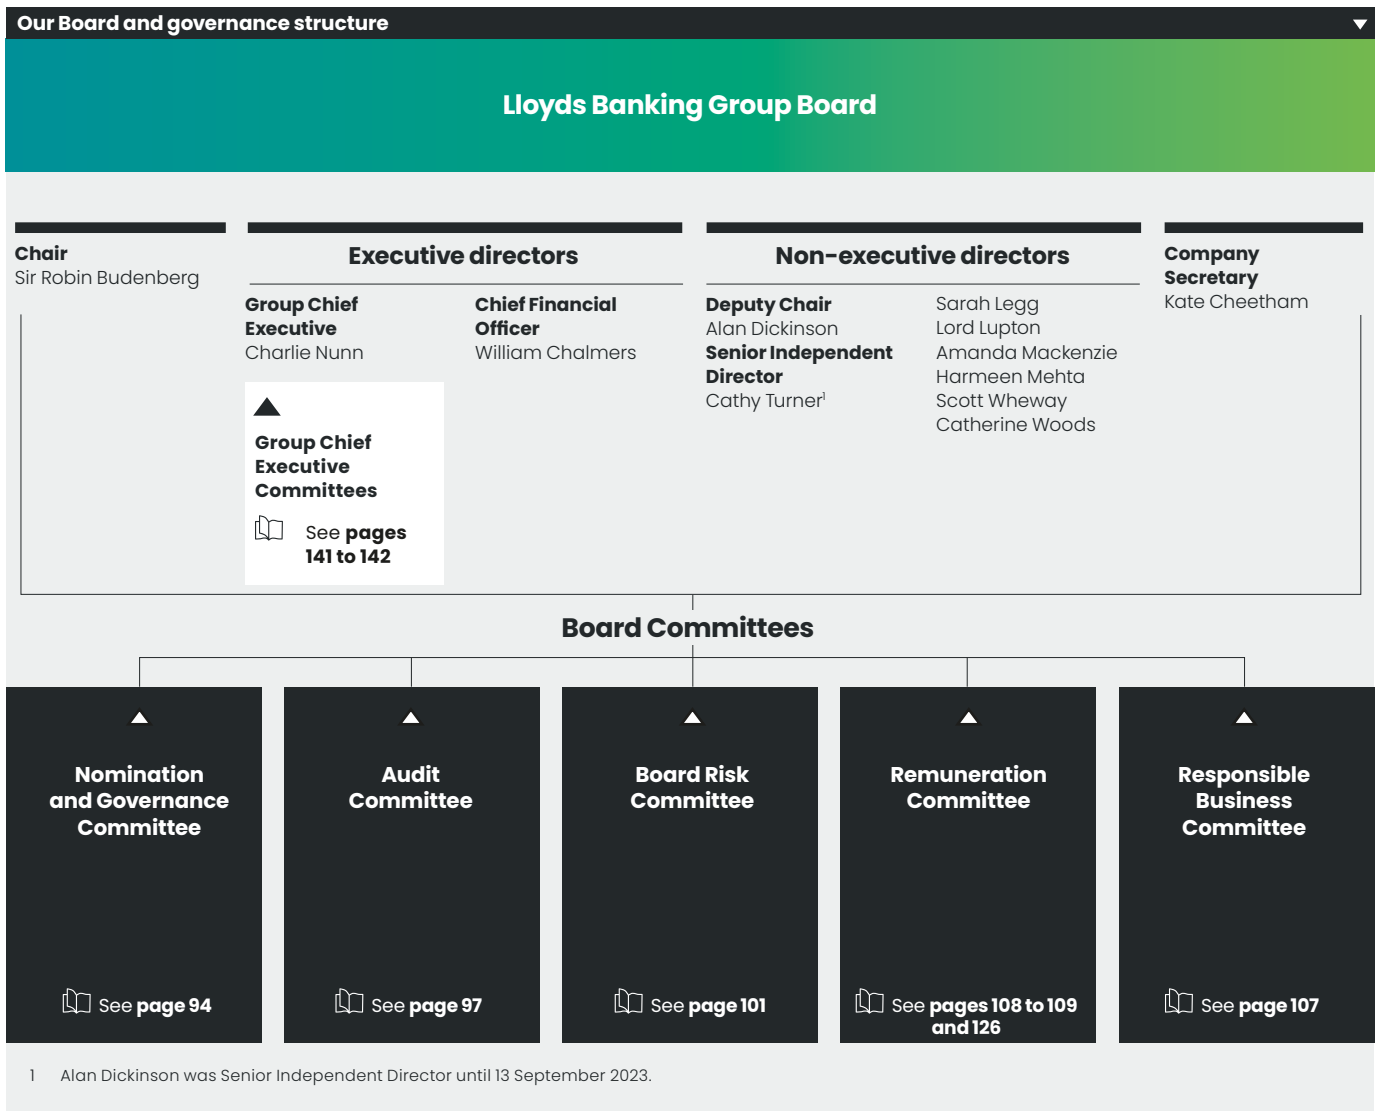 Our Board and governance structure
Lloyds Banking Group Board
Chair
Sir Robin Budenberg
Executive directors
Group Chief
Executive
Charlie Nunn
Chief Financial
Officer
William Chalmers
Group Chief
Executive
Committees
See pages
141 to 142
Non-executive directors
Deputy Chair
Alan Dickinson
Senior Independent
Director
Cathy Turner¹
Sarah Legg
Lord Lupton
Amanda Mackenzie
Harmeen Mehta
Scott Wheway
Catherine Woods
Company
Secretary
Kate Cheetham
Board Committees
Nomination
and Governance
Committee
See page 94
Audit
Committee
See page 97
Board Risk
Committee
See page 101
Remuneration
Committee
See pages 108 to 109
and 126
Responsible
Business
Committee
See page 107
1 Alan Dickinson was Senior Independent Director until 13 September 2023.